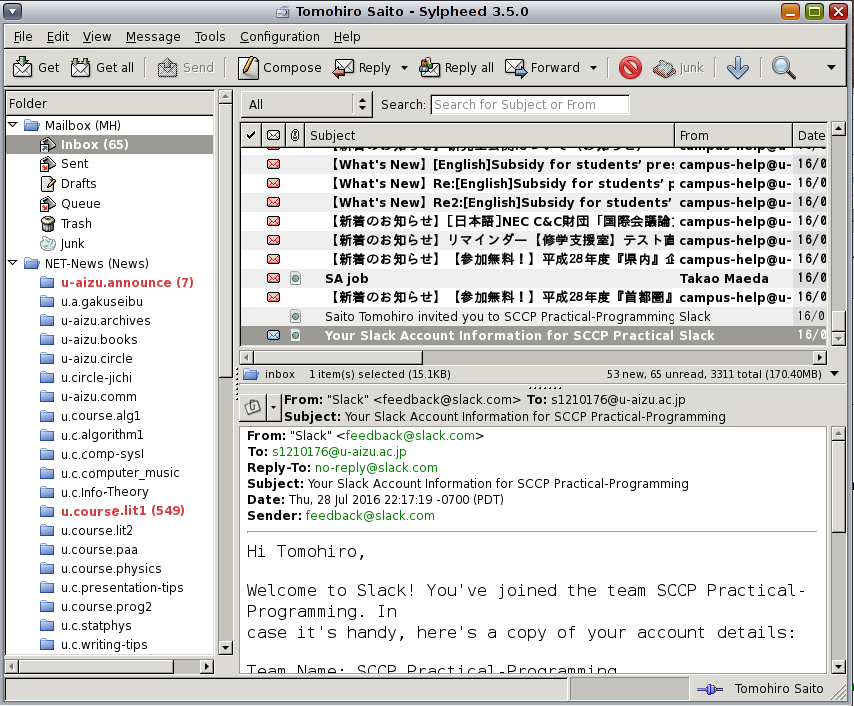 Tomohiro Saito - Sylpheed 3.5.0
File Edit View Message Tools Configuration Help
Get Get all Send Compose Reply Reply all Forward Junk
Folder
Mailbox (MH)
Inbox (65)
Sent
Drafts
Queue
Trash
Junk
NET-News (News)
u-aizu.announce (7)
u.a.gakuseibu
u-aizu.archives
u-aizu.books
u-aizu.circle
u.circle-jichi
u-aizu.comm
u.course.alg1
u.c.algorithm1
u.c.comp-sysl
u.c.computer_music
u.c.Info-Theory
u.course.lit1 (549)
u.course.lit2
u.course.paa
u.course.physics
u.c.presentation-tips
u.course.prog2
u.c.statphys
u.c.writing-tips
All Search: Search for Subject or From
Subject From Date
【What's New】[English]Subsidy for students' pre: campus-help@u- 16/0
【What's New】Re:[English]Subsidy for students' p campus-help@u- 16/0
【What's New】Re2:[English]Subsidy for students' campus-help@u- 16/0
【新着のお知らせ】[日本語]NEC C&C財団「国際会議論 campus-help@u- 16/0
【新着のお知らせ】リマインダー【修学支援室】テスト直 campus-help@u- 16/0
【新着のお知らせ】【参加無料！】平成28年度『県内』企 campus-help@u- 16/0
SA job Takao Maeda 16/0
【新着のお知らせ】【参加無料！】平成28年度『首都圏』 campus-help@u- 16/0
Saito Tomohiro invited you to SCCP Practical-Programming Slack 16/0
Your Slack Account Information for SCCP Practical Slack 16/0
inbox 1 item(s) selected (15.1KB) 53 new, 65 unread, 3311 total (170.40MB)
From: "Slack" <feedback@slack.com> To: s1210176@u-aizu.ac.jp
Subject: Your Slack Account Information for SCCP Practical-Programming
From: "Slack" <feedback@slack.com>
To: s1210176@u-aizu.ac.jp
Reply-To: no-reply@slack.com
Subject: Your Slack Account Information for SCCP Practical-Programming
Date: Thu, 28 Jul 2016 22:17:19 -0700 (PDT)
Sender: feedback@slack.com
Hi Tomohiro,
Welcome to Slack! You've joined the team SCCP Practical-
Programming. In
case it's handy, here's a copy of your account details:
Team Name: SCCP Practical-Programming
Tomohiro Saito